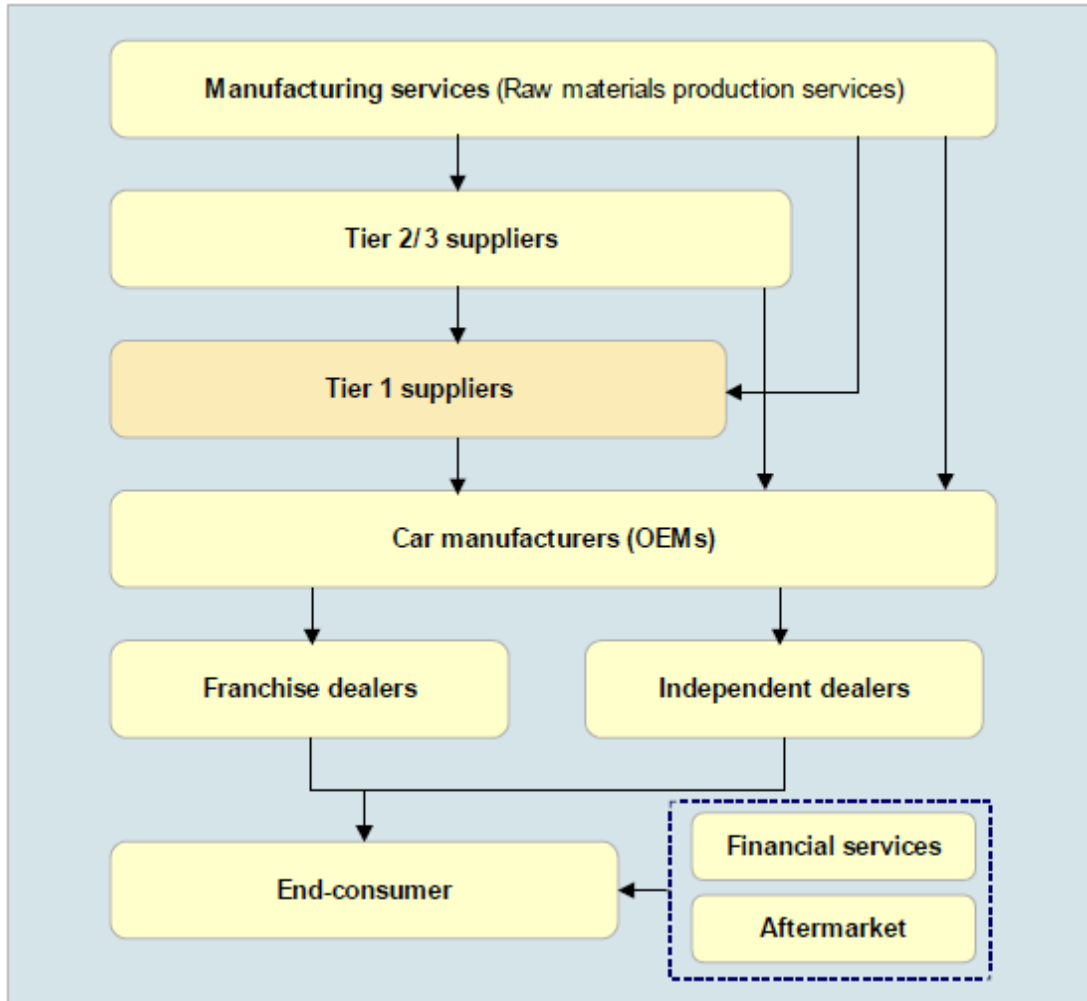 Manufacturing services (Raw materials production services)
Tier 2/ 3 suppliers
Tier 1 suppliers
Car manufacturers (OEMs)
Franchise dealers
Independent dealers
Financial services
End-consumer
Aftermarket